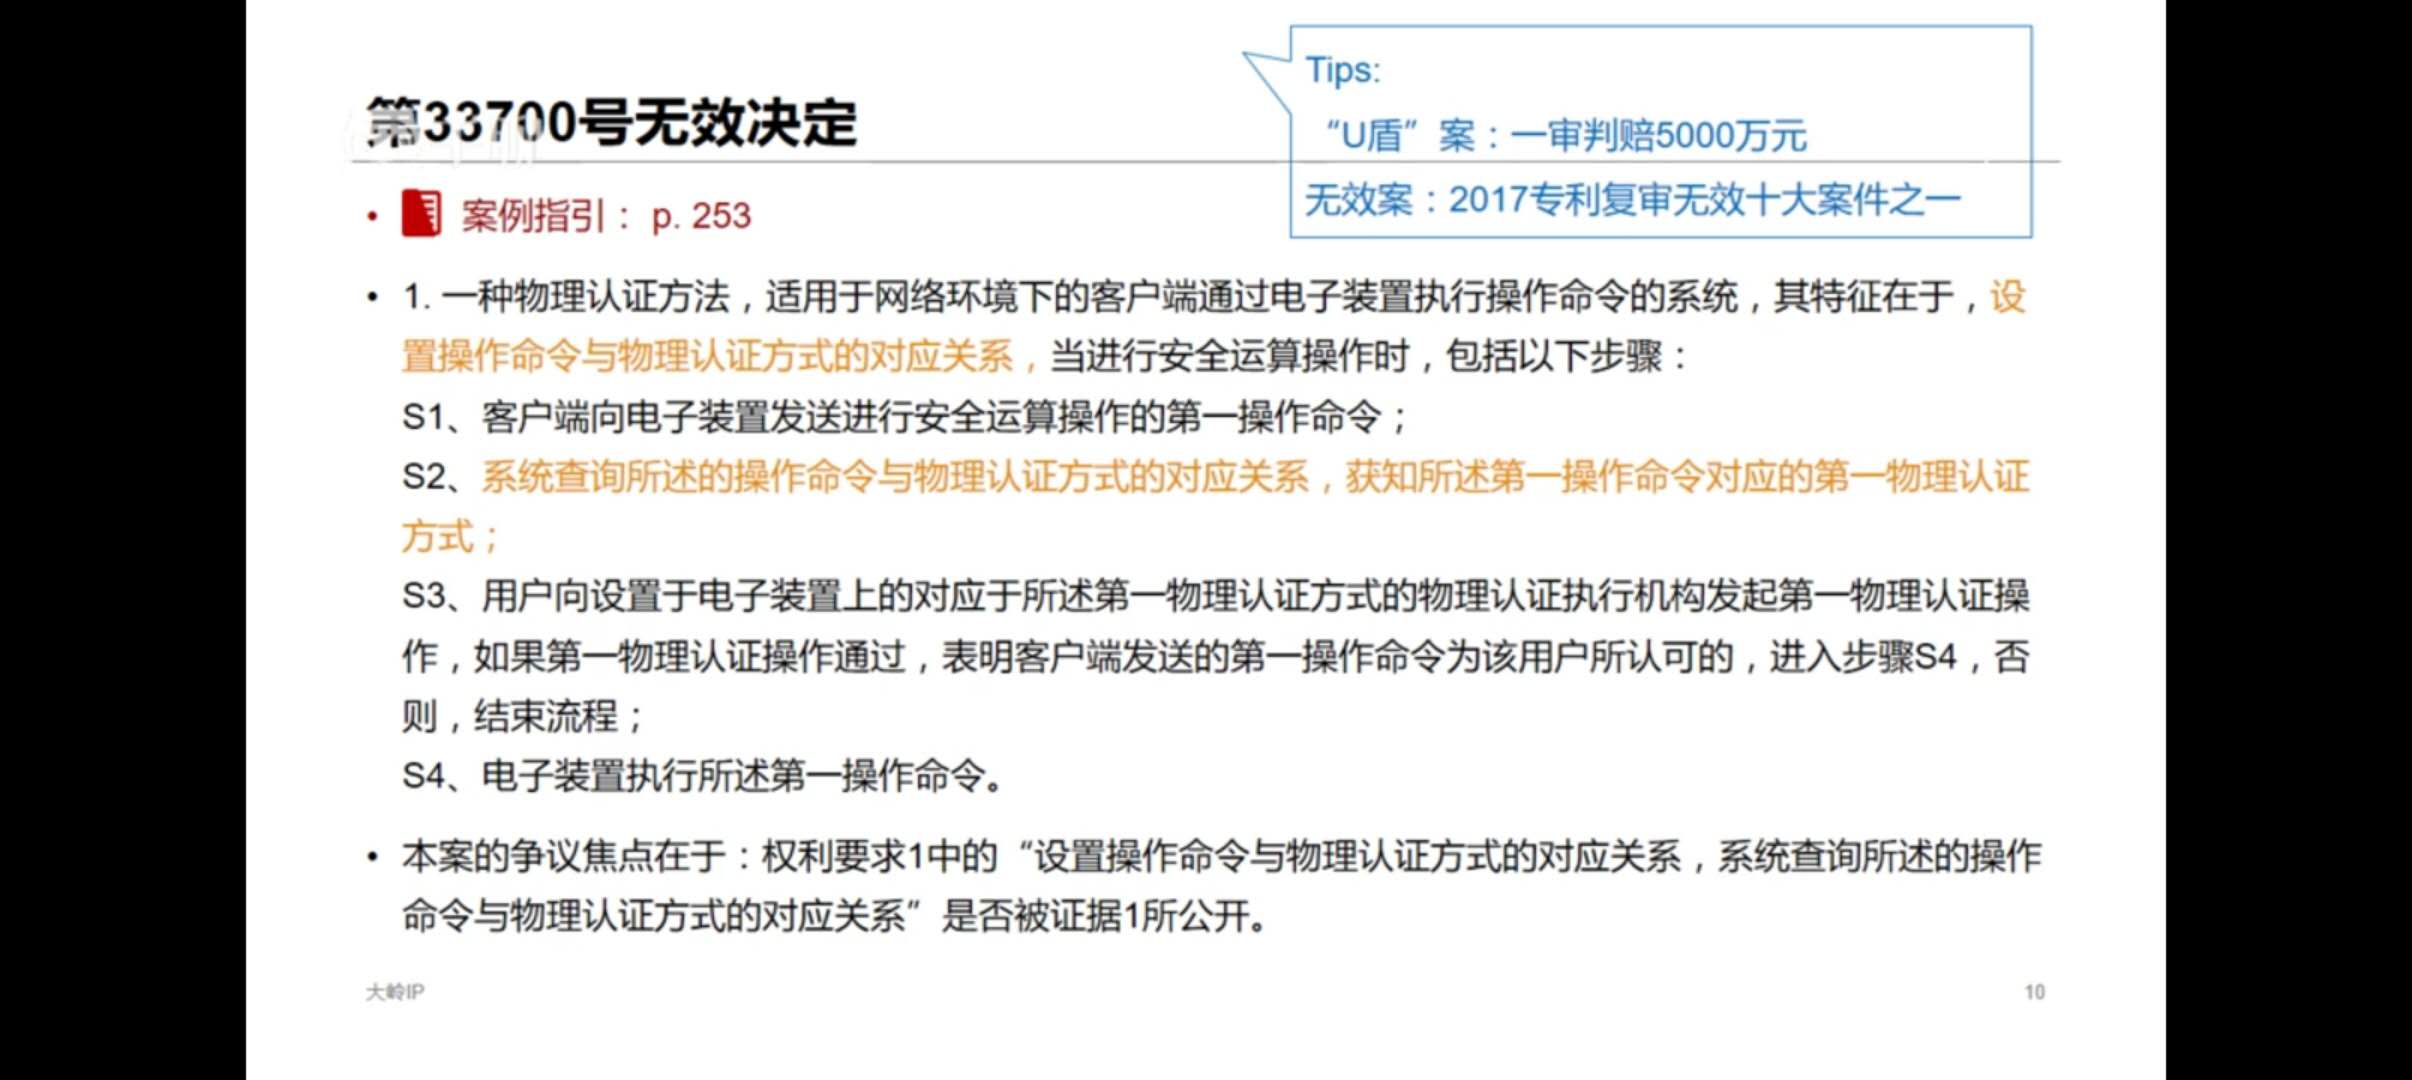 Tips:
“U盾”案：一审判赔5000万元
无效案：2017专利复审无效十大案件之一
第33700号无效决定
• 案例指引： p. 253
• 1. 一种物理认证方法，适用于网络环境下的客户端通过电子装置执行操作命令的系统，其特征在于，设
置操作命令与物理认证方式的对应关系，当进行安全运算操作时，包括以下步骤：
S1、客户端向电子装置发送进行安全运算操作的第一操作命令；
S2、系统查询所述的操作命令与物理认证方式的对应关系，获知所述第一操作命令对应的第一物理认证
方式；
S3、用户向设置于电子装置上的对应于所述第一物理认证方式的物理认证执行机构发起第一物理认证操
作，如果第一物理认证操作通过，表明客户端发送的第一操作命令为该用户所认可的，进入步骤S4，否
则，结束流程；
S4、电子装置执行所述第一操作命令。
• 本案的争议焦点在于：权利要求1中的“设置操作命令与物理认证方式的对应关系，系统查询所述的操作
命令与物理认证方式的对应关系”是否被证据1所公开。
大岭IP
10